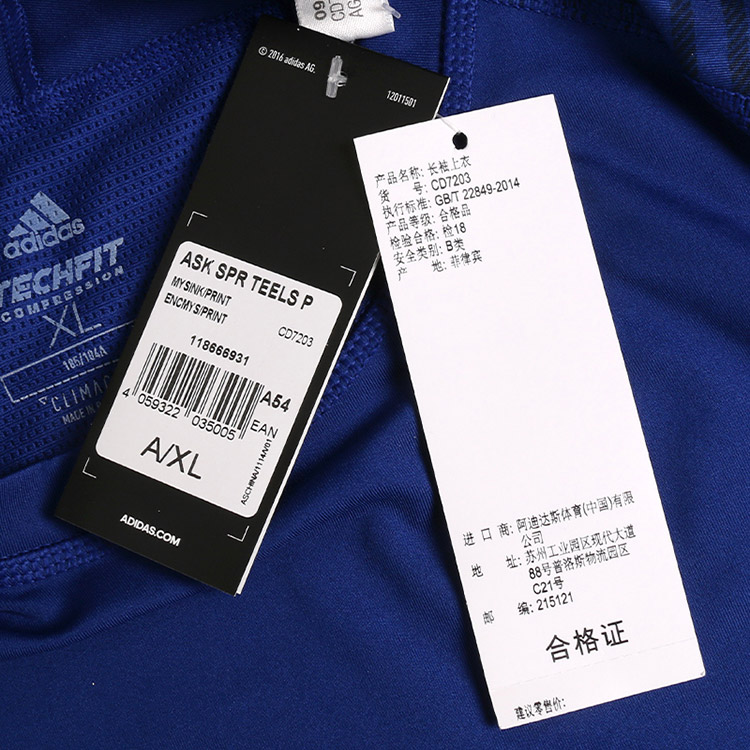 © 2016 adidas AG.
12011501
adidas
TECHFIT
COMPRESSION
XL
185/184A
ASK SPR TEELS P
MYSINK/PRINT
ENCMYS/PRINT
CD7203
118666931
A54
4 059322 035005
EAN
A/XL
ASCHINA/1114/V01
ADIDAS.COM
产品名称: 长袖上衣
货 号: CD7203
执行标准: GB/T 22849-2014
产品等级: 合格品
检验合格: 检18
安全类别: B类
产 地: 菲律宾
进 口 商: 阿迪达斯体育(中国)有限
公司
地 址: 苏州工业园区现代大道
88号普洛斯物流园区
C21号
邮 编: 215121
合格证
建议零售价: